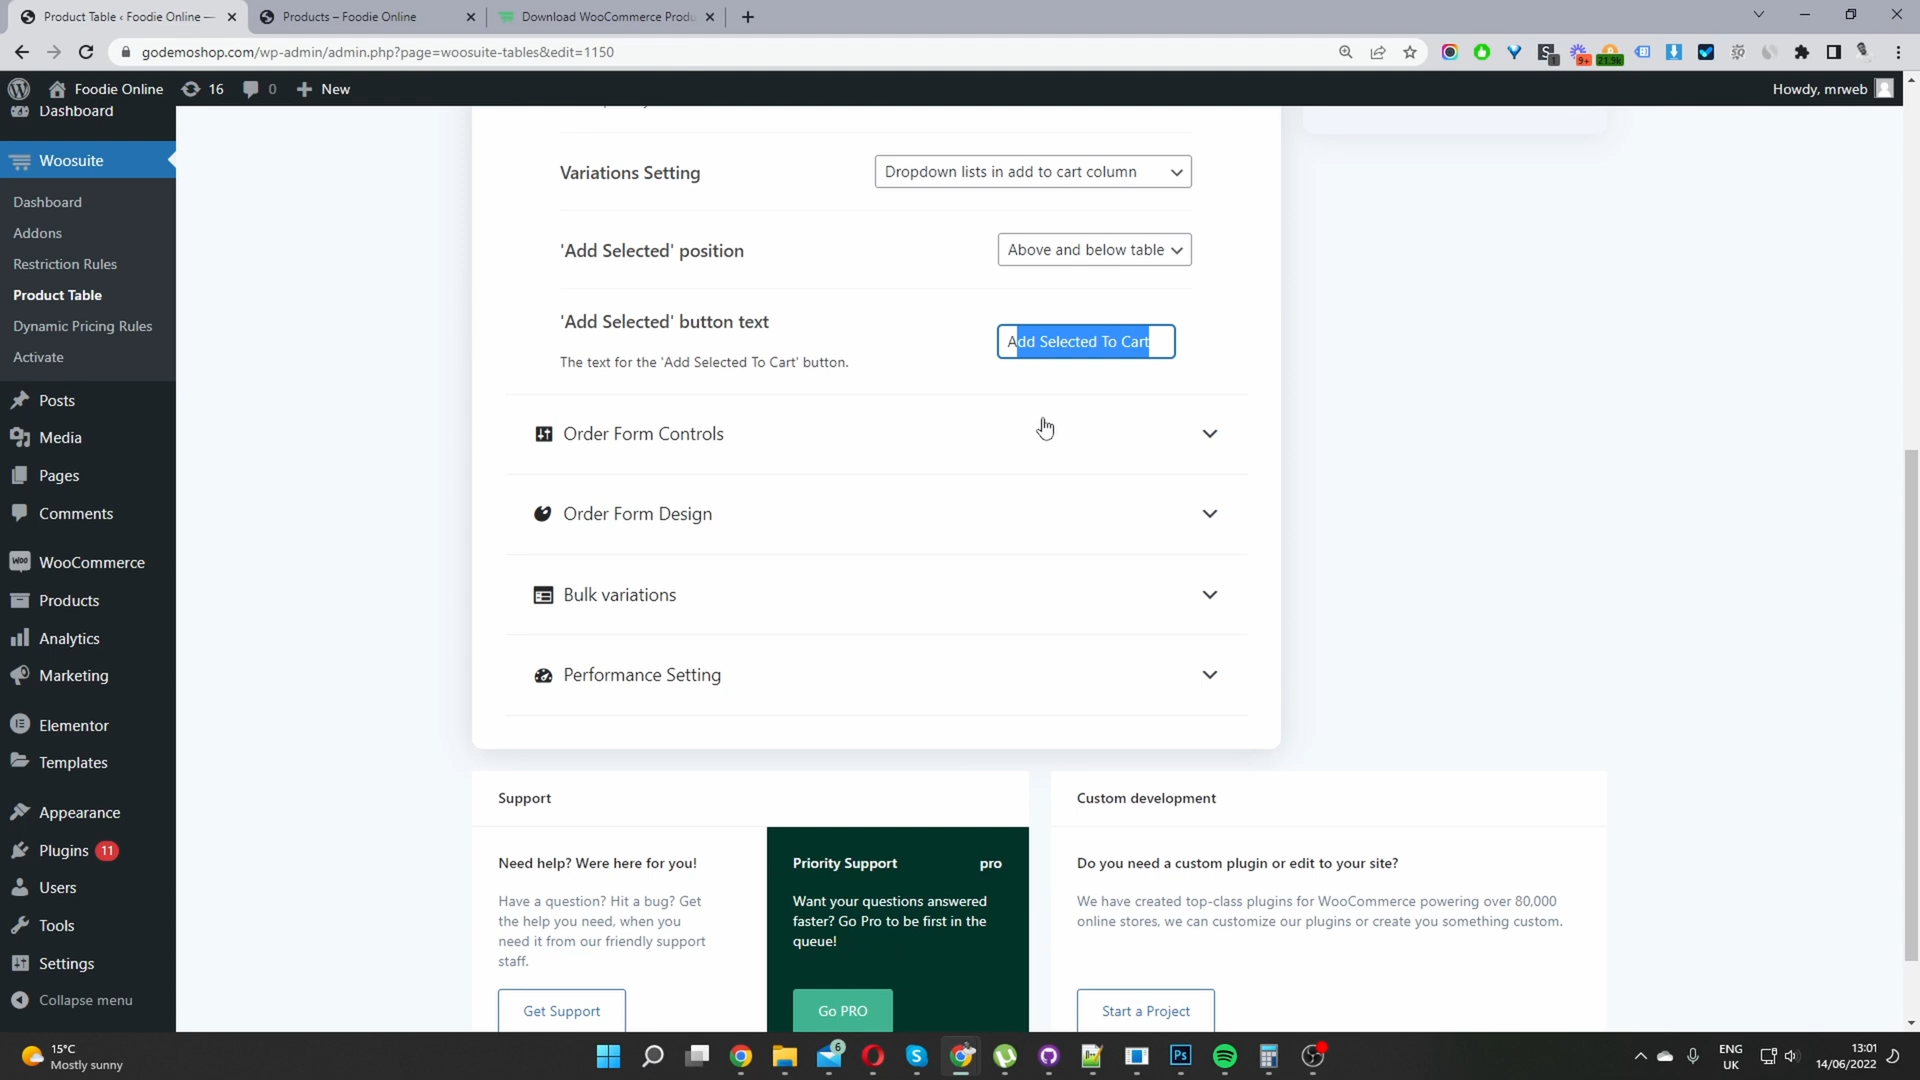 Product Table ‹ Foodie Online —
Products – Foodie Online
Download WooCommerce Produ
godemoshop.com/wp-admin/admin.php?page=woosuite-tables&edit=1150
1
9+
21.9k
Foodie Online
16
0
New
Howdy, mrweb
Dashboard
Woosuite
Dashboard
Addons
Restriction Rules
Product Table
Dynamic Pricing Rules
Activate
Posts
Media
Pages
Comments
WooCommerce
Products
Analytics
Marketing
Elementor
Templates
Appearance
Plugins 11
Users
Tools
Settings
Collapse menu
Variations Setting
Dropdown lists in add to cart column
'Add Selected' position
Above and below table
'Add Selected' button text
Add Selected To Cart
The text for the 'Add Selected To Cart' button.
Order Form Controls
Order Form Design
Bulk variations
Performance Setting
Support
Need help? Were here for you!
Have a question? Hit a bug? Get
the help you need, when you
need it from our friendly support
staff.
Get Support
Priority Support
pro
Want your questions answered
faster? Go Pro to be first in the
queue!
Go PRO
Custom development
Do you need a custom plugin or edit to your site?
We have created top-class plugins for WooCommerce powering over 80,000
online stores, we can customize our plugins or create you something custom.
Start a Project
15°C
Mostly sunny
6
Ps
ENG
UK
13:01
14/06/2022